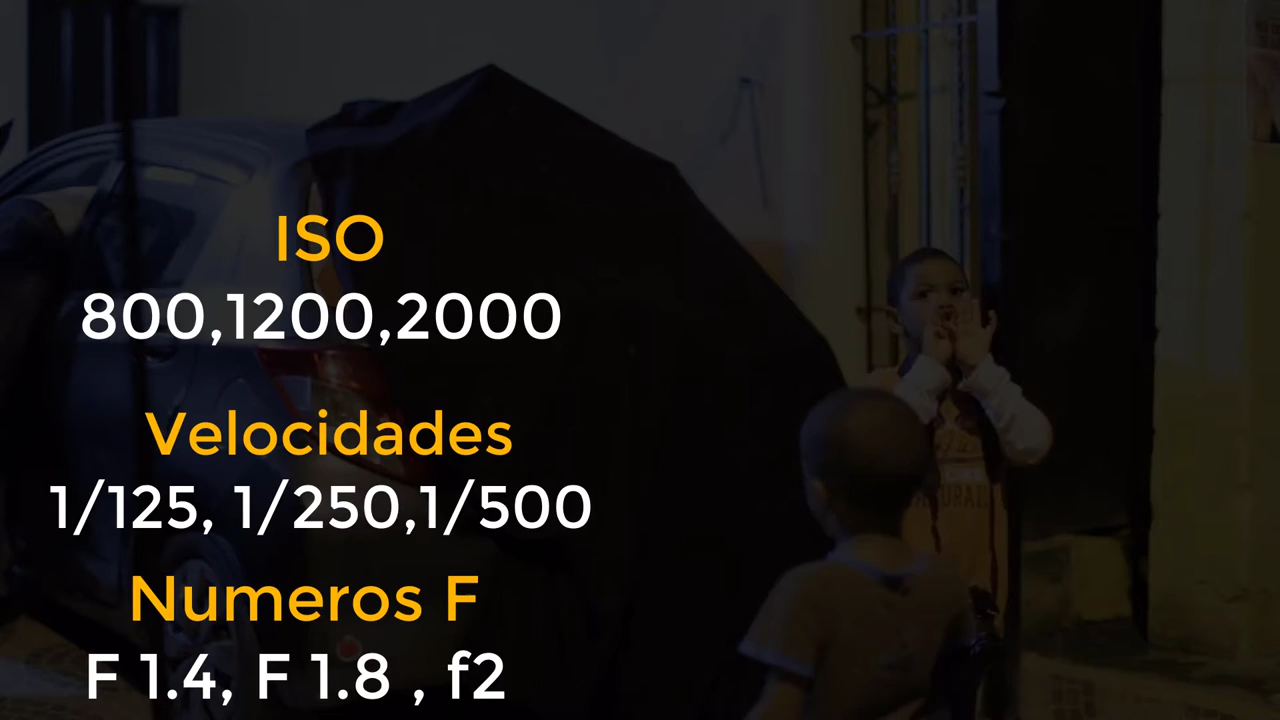 ISO
800,1200,2000
Velocidades
1/125, 1/250,1/500
Numeros F
F 1.4, F 1.8 , f2